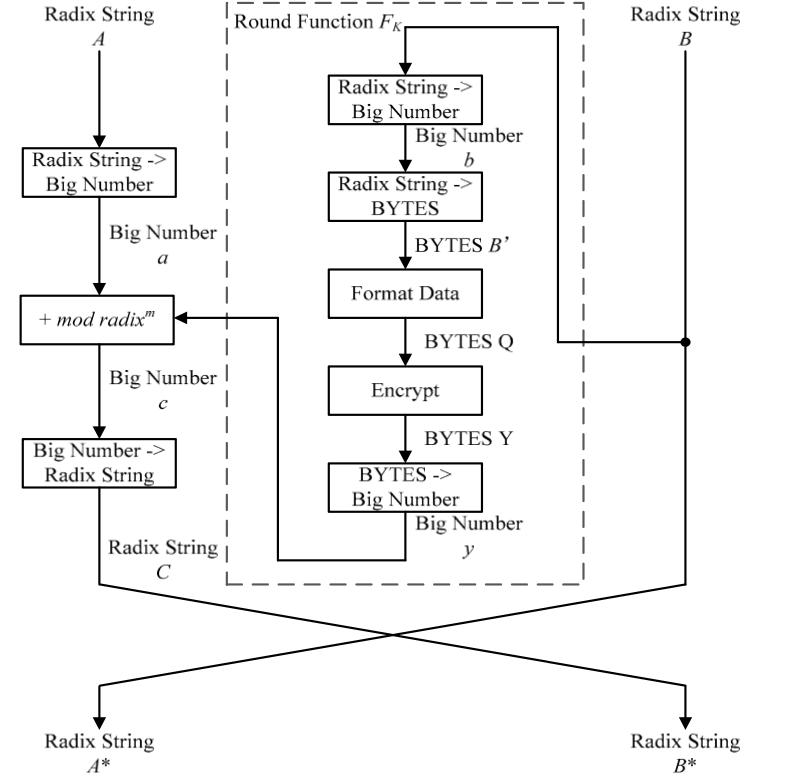 Radix String
A
Round Function F_K
Radix String
B
Radix String ->
Big Number
Big Number
b
Radix String ->
Big Number
Radix String ->
BYTES
Big Number
a
BYTES B’
Format Data
+ mod radix^m
BYTES Q
Big Number
c
Encrypt
BYTES Y
Big Number ->
Radix String
BYTES ->
Big Number
Big Number
y
Radix String
C
Radix String
A*
Radix String
B*